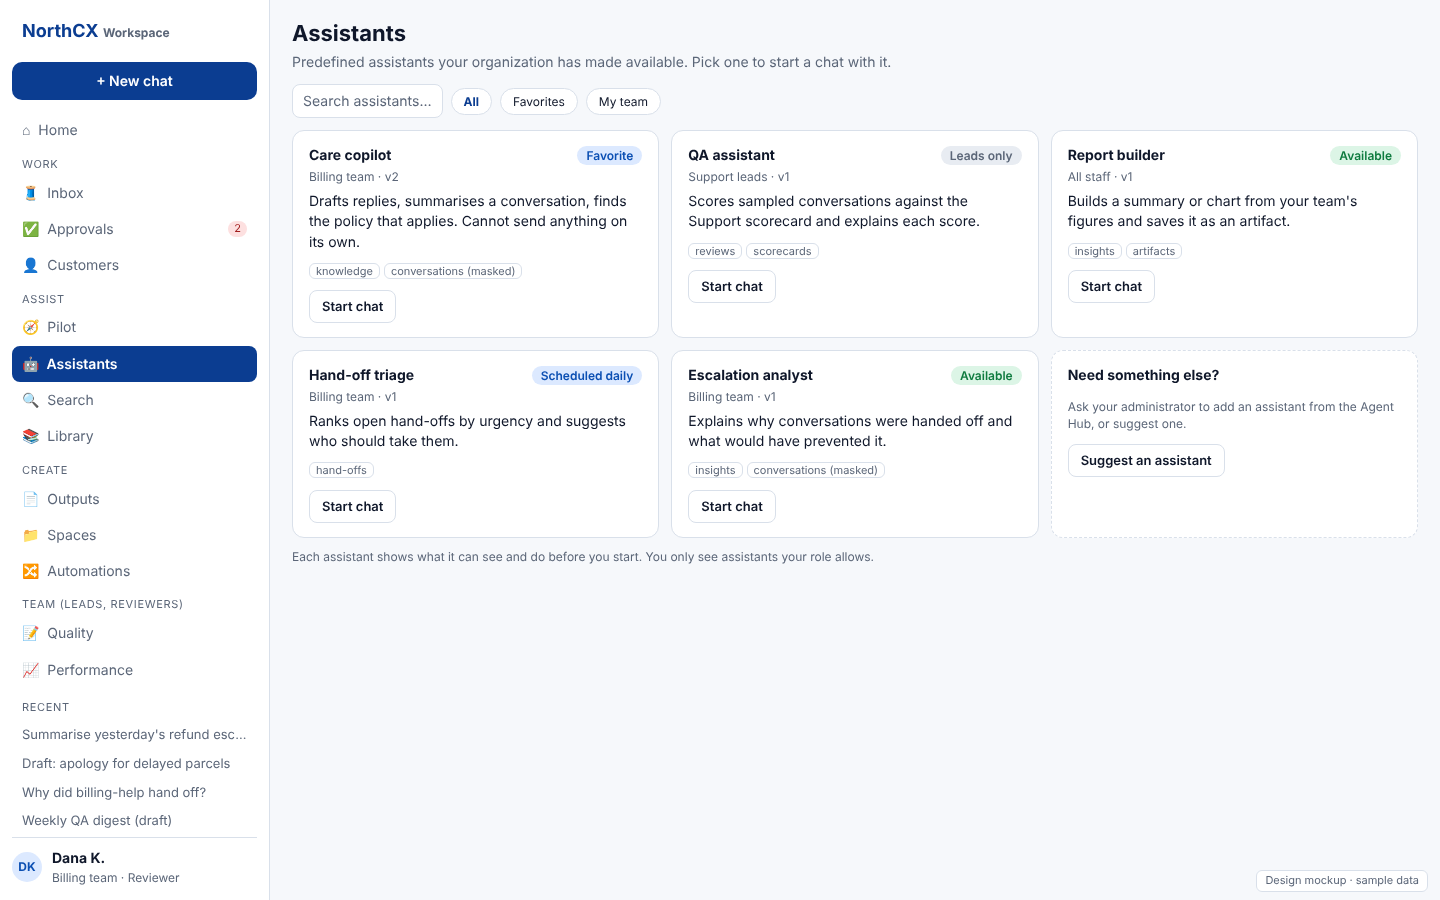 NorthCX Workspace
+ New chat
Home
WORK
Inbox
Approvals 2
Customers
ASSIST
Pilot
Assistants
Search
Library
CREATE
Outputs
Spaces
Automations
TEAM (LEADS, REVIEWERS)
Quality
Performance
RECENT
Summarise yesterday's refund esc...
Draft: apology for delayed parcels
Why did billing-help hand off?
Weekly QA digest (draft)
DK
Dana K.
Billing team · Reviewer
Assistants
Predefined assistants your organization has made available. Pick one to start a chat with it.
Search assistants... All Favorites My team
Care copilot Favorite
Billing team · v2
Drafts replies, summarises a conversation, finds
the policy that applies. Cannot send anything on
its own.
knowledge conversations (masked)
Start chat
QA assistant Leads only
Support leads · v1
Scores sampled conversations against the
Support scorecard and explains each score.
reviews scorecards
Start chat
Report builder Available
All staff · v1
Builds a summary or chart from your team's
figures and saves it as an artifact.
insights artifacts
Start chat
Hand-off triage Scheduled daily
Billing team · v1
Ranks open hand-offs by urgency and suggests
who should take them.
hand-offs
Start chat
Escalation analyst Available
Billing team · v1
Explains why conversations were handed off and
what would have prevented it.
insights conversations (masked)
Start chat
Need something else?
Ask your administrator to add an assistant from the Agent
Hub, or suggest one.
Suggest an assistant
Each assistant shows what it can see and do before you start. You only see assistants your role allows.
Design mockup · sample data